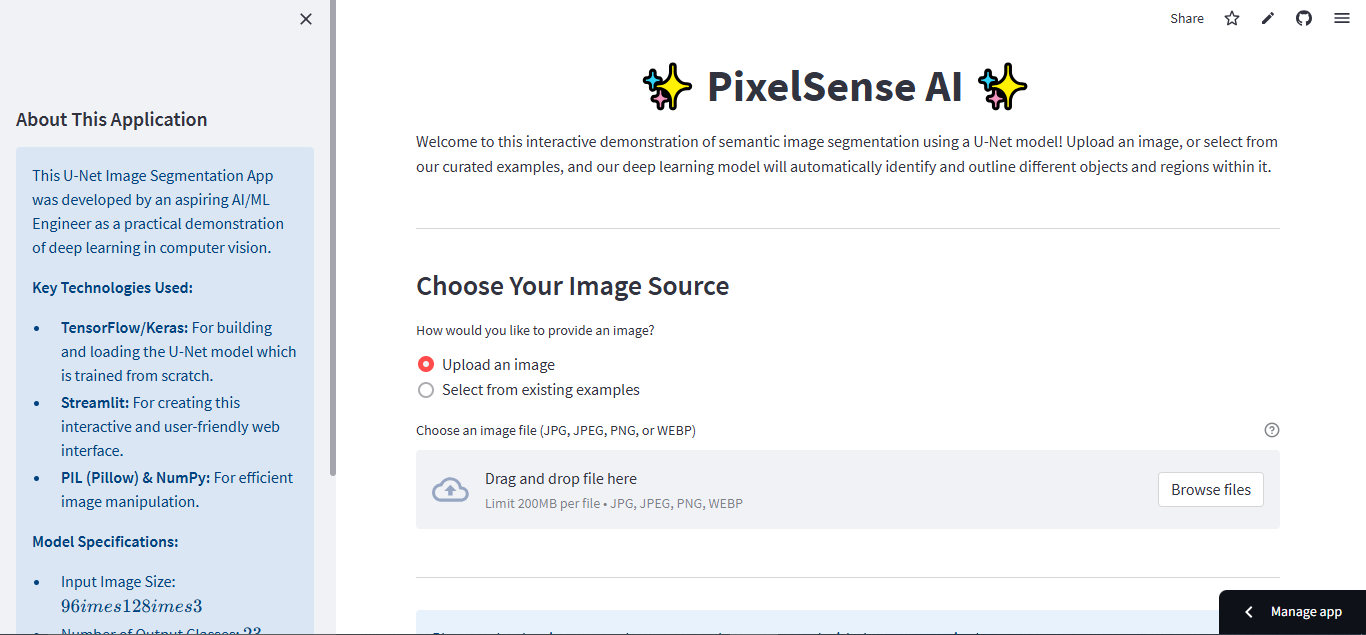 Share
About This Application
This U-Net Image Segmentation App
was developed by an aspiring AI/ML
Engineer as a practical demonstration
of deep learning in computer vision.
Key Technologies Used:
• TensorFlow/Keras: For building
and loading the U-Net model which
is trained from scratch.
• Streamlit: For creating this
interactive and user-friendly web
interface.
• PIL (Pillow) & NumPy: For efficient
image manipulation.
Model Specifications:
• Input Image Size:
96imes128imes3
• Number of Output Classes: 23
✨ PixelSense AI ✨
Welcome to this interactive demonstration of semantic image segmentation using a U-Net model! Upload an image, or select from
our curated examples, and our deep learning model will automatically identify and outline different objects and regions within it.
Choose Your Image Source
How would you like to provide an image?
Upload an image
Select from existing examples
Choose an image file (JPG, JPEG, PNG, or WEBP)
Drag and drop file here
Limit 200MB per file • JPG, JPEG, PNG, WEBP
Browse files
Manage app